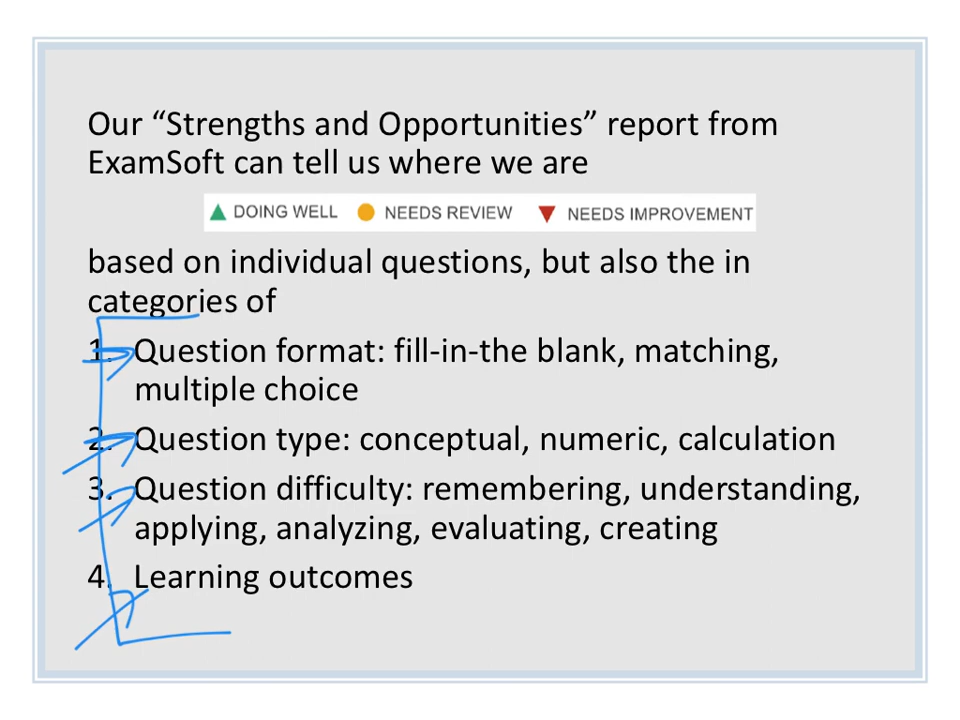 Our “Strengths and Opportunities” report from
ExamSoft can tell us where we are
DOING WELL NEEDS REVIEW NEEDS IMPROVEMENT
based on individual questions, but also the in
categories of
1. Question format: fill-in-the blank, matching,
multiple choice
2. Question type: conceptual, numeric, calculation
3. Question difficulty: remembering, understanding,
applying, analyzing, evaluating, creating
4. Learning outcomes